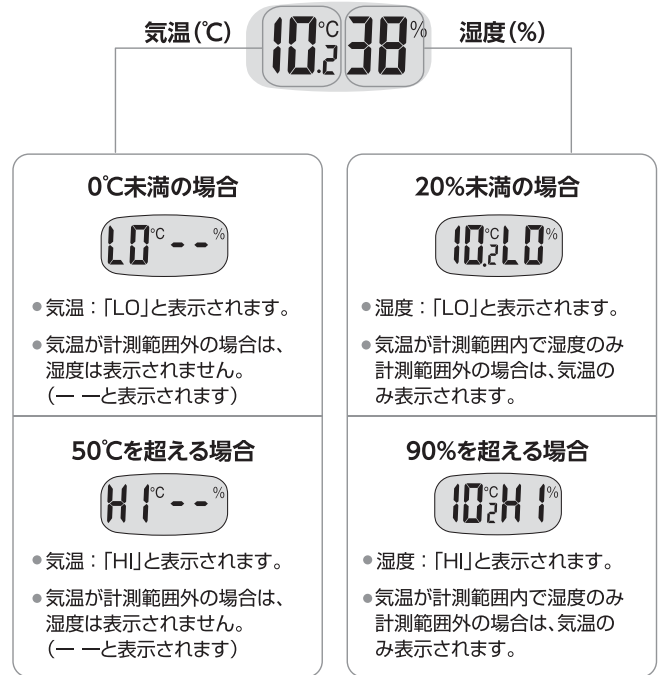 気温(℃) 10.2℃ 38% 湿度(%)
0℃未満の場合
LO℃ --%
●気温：「LO」と表示されます。
●気温が計測範囲外の場合は、
湿度は表示されません。
(— —と表示されます)
50℃を超える場合
HI℃ --%
●気温：「HI」と表示されます。
●気温が計測範囲外の場合は、
湿度は表示されません。
(— —と表示されます)
20%未満の場合
10.2℃ LO%
●湿度：「LO」と表示されます。
●気温が計測範囲内で湿度のみ
計測範囲外の場合は、気温の
み表示されます。
90%を超える場合
10.2℃ HI%
●湿度：「HI」と表示されます。
●気温が計測範囲内で湿度のみ
計測範囲外の場合は、気温の
み表示されます。